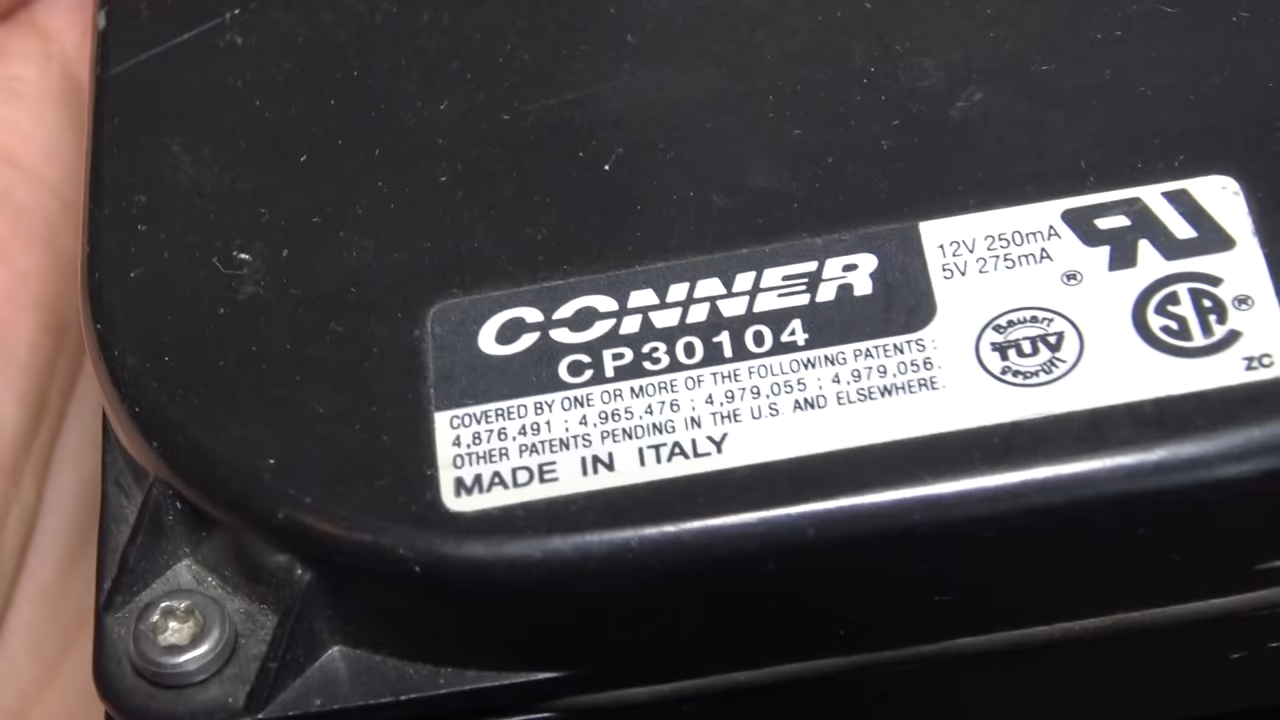 CONNER
CP30104
COVERED BY ONE OR MORE OF THE FOLLOWING PATENTS :
4,876,491 ; 4,965,476 ; 4,979,055 ; 4,979,056.
OTHER PATENTS PENDING IN THE U.S. AND ELSEWHERE.
MADE IN ITALY
12V 250mA
5V 275mA
RU
®
Bauart
TÜV
geprüft
SA ®
ZC